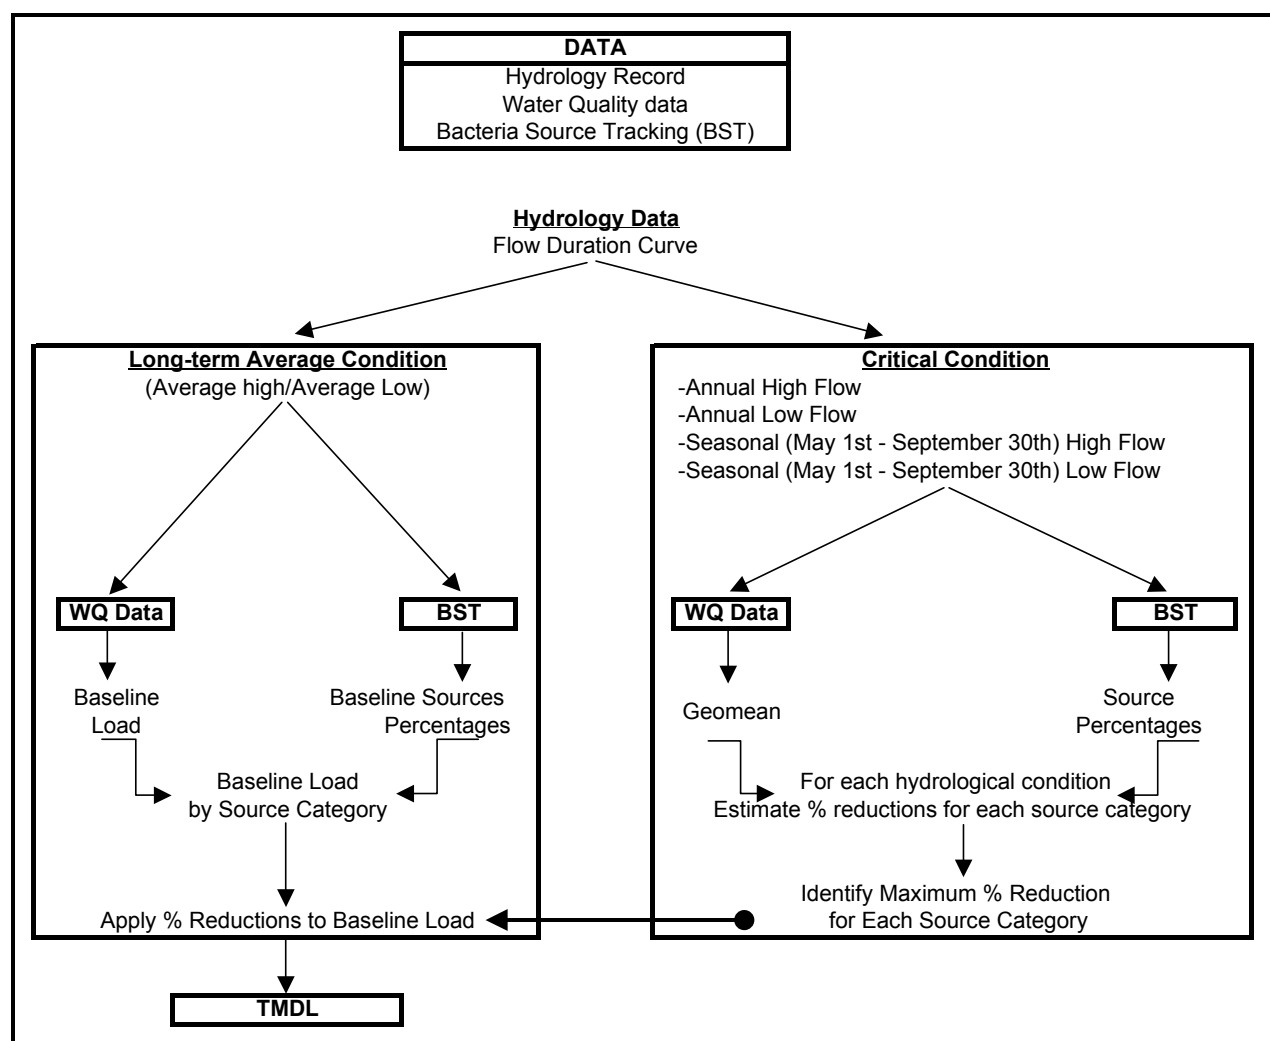 DATA
Hydrology Record
Water Quality data
Bacteria Source Tracking (BST)
Hydrology Data
Flow Duration Curve
Long-term Average Condition
(Average high/Average Low)
WQ Data
BST
Baseline
Load
Baseline Sources
Percentages
Baseline Load
by Source Category
Apply % Reductions to Baseline Load
TMDL
Critical Condition
-Annual High Flow
-Annual Low Flow
-Seasonal (May 1st - September 30th) High Flow
-Seasonal (May 1st - September 30th) Low Flow
WQ Data
BST
Geomean
Source
Percentages
For each hydrological condition
Estimate % reductions for each source category
Identify Maximum % Reduction
for Each Source Category